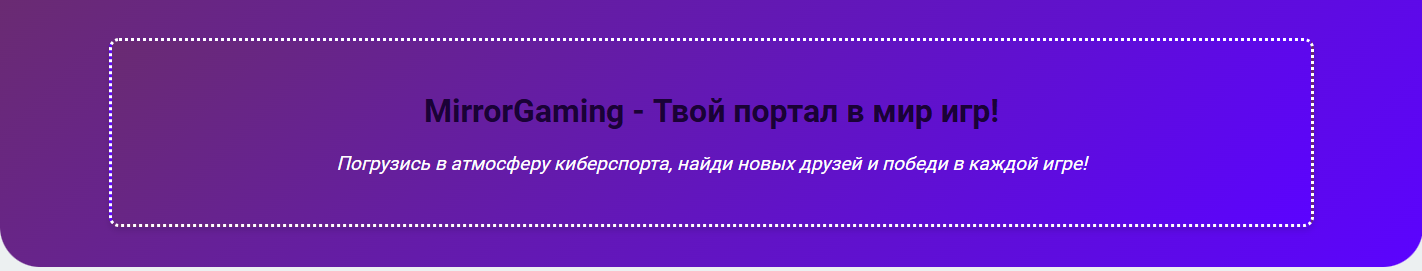 MirrorGaming - Твой портал в мир игр!
Погрузись в атмосферу киберспорта, найди новых друзей и победи в каждой игре!